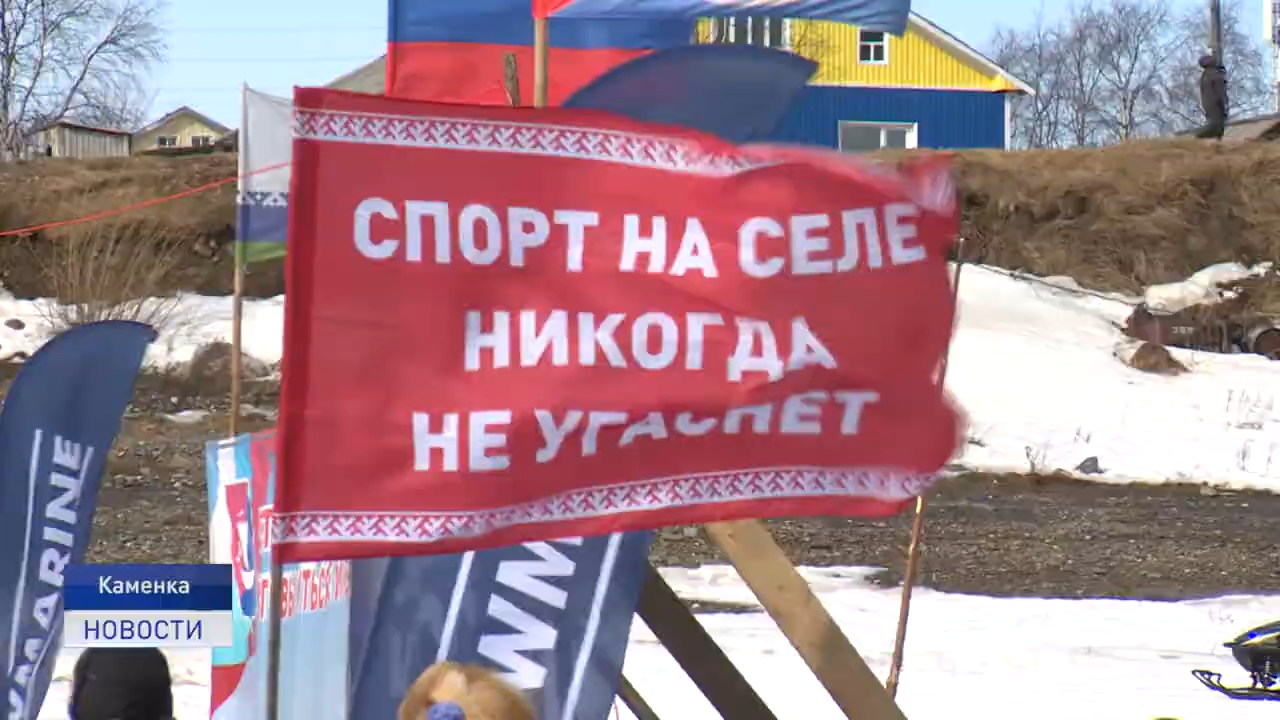 СПОРТ НА СЕЛЕ
НИКОГДА
НЕ УГАСНЕТ
Каменка
НОВОСТИ